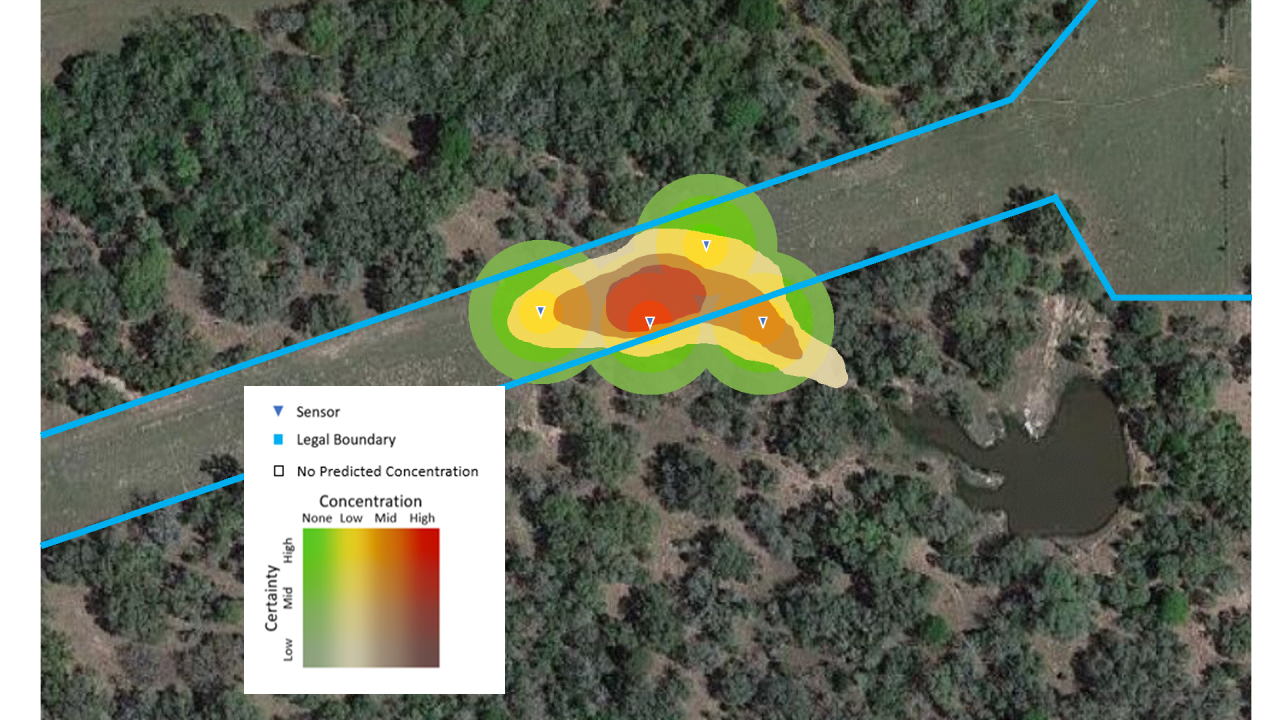 Sensor
Legal Boundary
No Predicted Concentration
Concentration
None Low Mid High
Certainty
High
Mid
Low